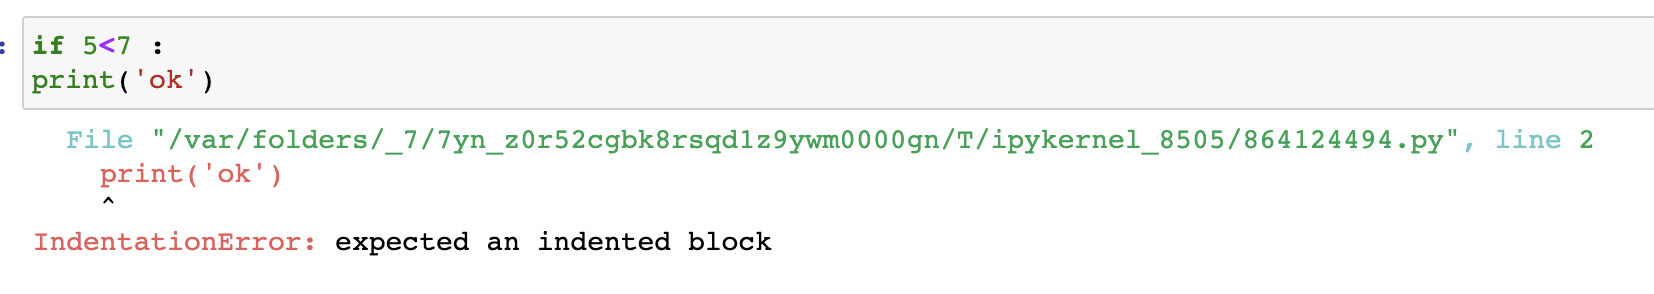 : if 5<7 :
print('ok')
File "/var/folders/_7/7yn_z0r52cgbk8rsqd1z9ywm0000gn/T/ipykernel_8505/864124494.py", line 2
print('ok')
^
IndentationError: expected an indented block